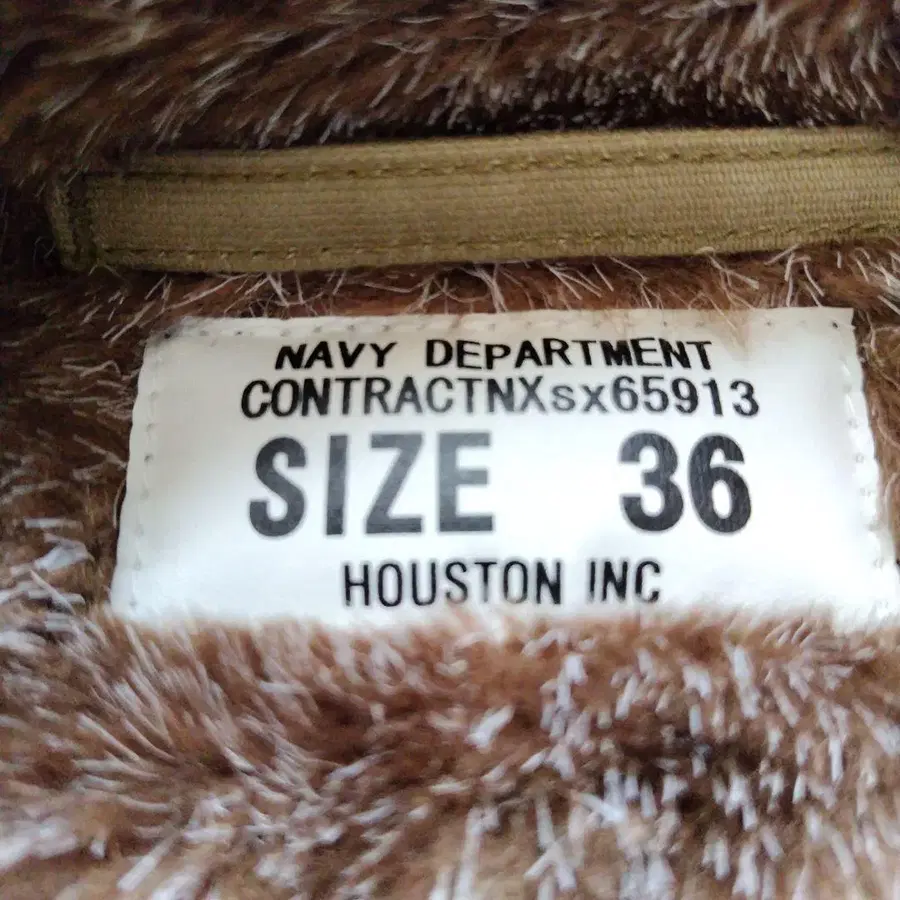 NAVY DEPARTMENT
CONTRACTNXsx65913
SIZE 36
HOUSTON INC